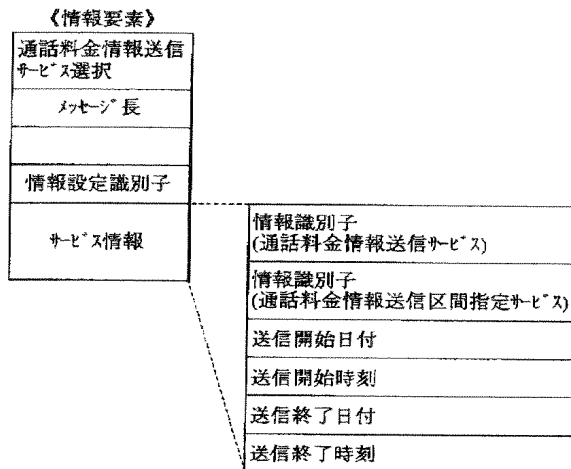 《情報要素》
通話料金情報送信
サービス選択
メッセージ長
情報設定識別子
サービス情報
情報識別子
(通話料金情報送信サービス)
情報識別子
(通話料金情報送信区間指定サービス)
送信開始日付
送信開始時刻
送信終了日付
送信終了時刻